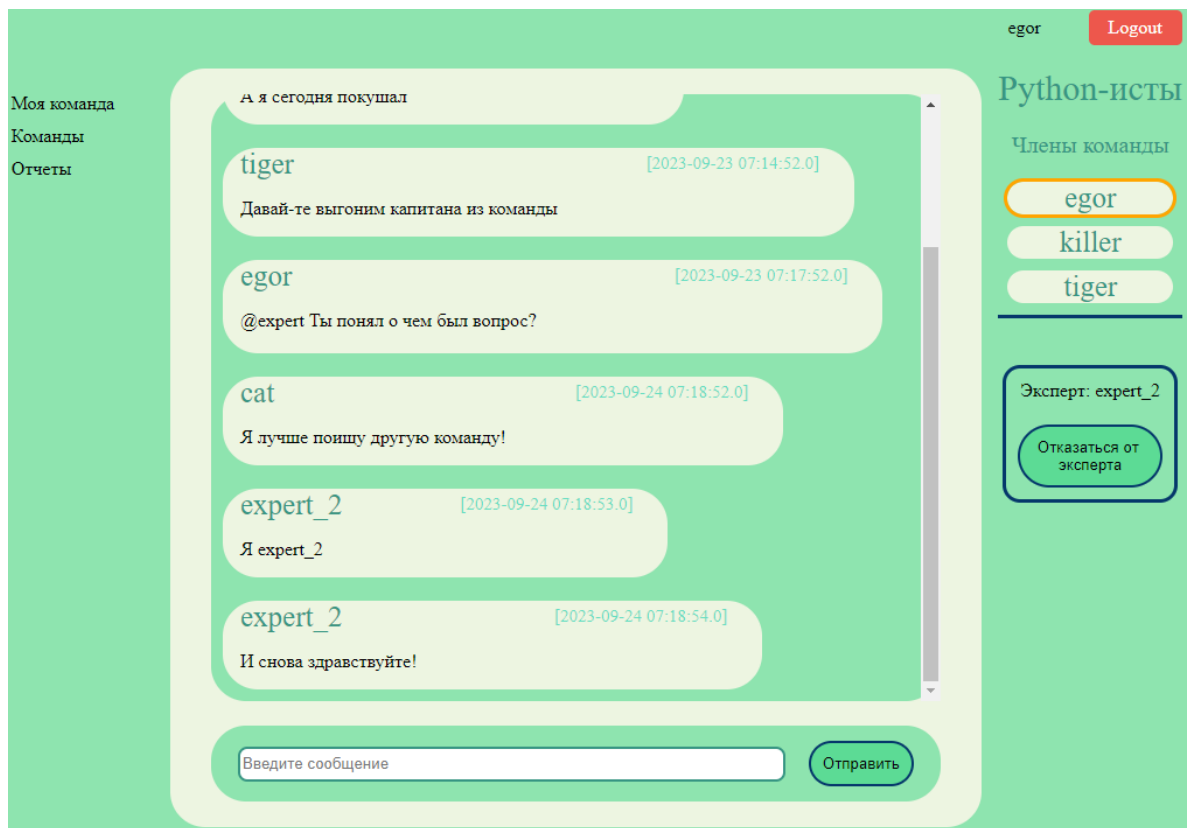 egor
Logout
Моя команда
Команды
Отчеты
А я сегодня покушал
tiger
[2023-09-23 07:14:52.0]
Давай-те выгоним капитана из команды
egor
[2023-09-23 07:17:52.0]
@expert Ты понял о чем был вопрос?
cat
[2023-09-24 07:18:52.0]
Я лучше поищу другую команду!
expert_2
[2023-09-24 07:18:53.0]
Я expert_2
expert_2
[2023-09-24 07:18:54.0]
И снова здравствуйте!
Введите сообщение
Отправить
Python-исты
Члены команды
egor
killer
tiger
Эксперт: expert_2
Отказаться от
эксперта